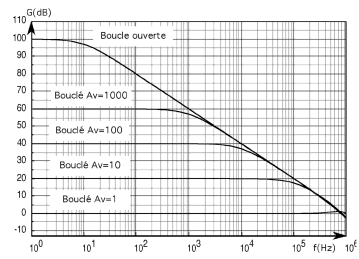 G(dB)
110
100
90
80
70
60
50
40
30
20
10
0
-10
Boucle ouverte
Bouclé Av=1000
Bouclé Av=100
Bouclé Av=10
Bouclé Av=1
10^0 10^1 10^2 10^3 10^4 10^5 10^6
f(Hz)